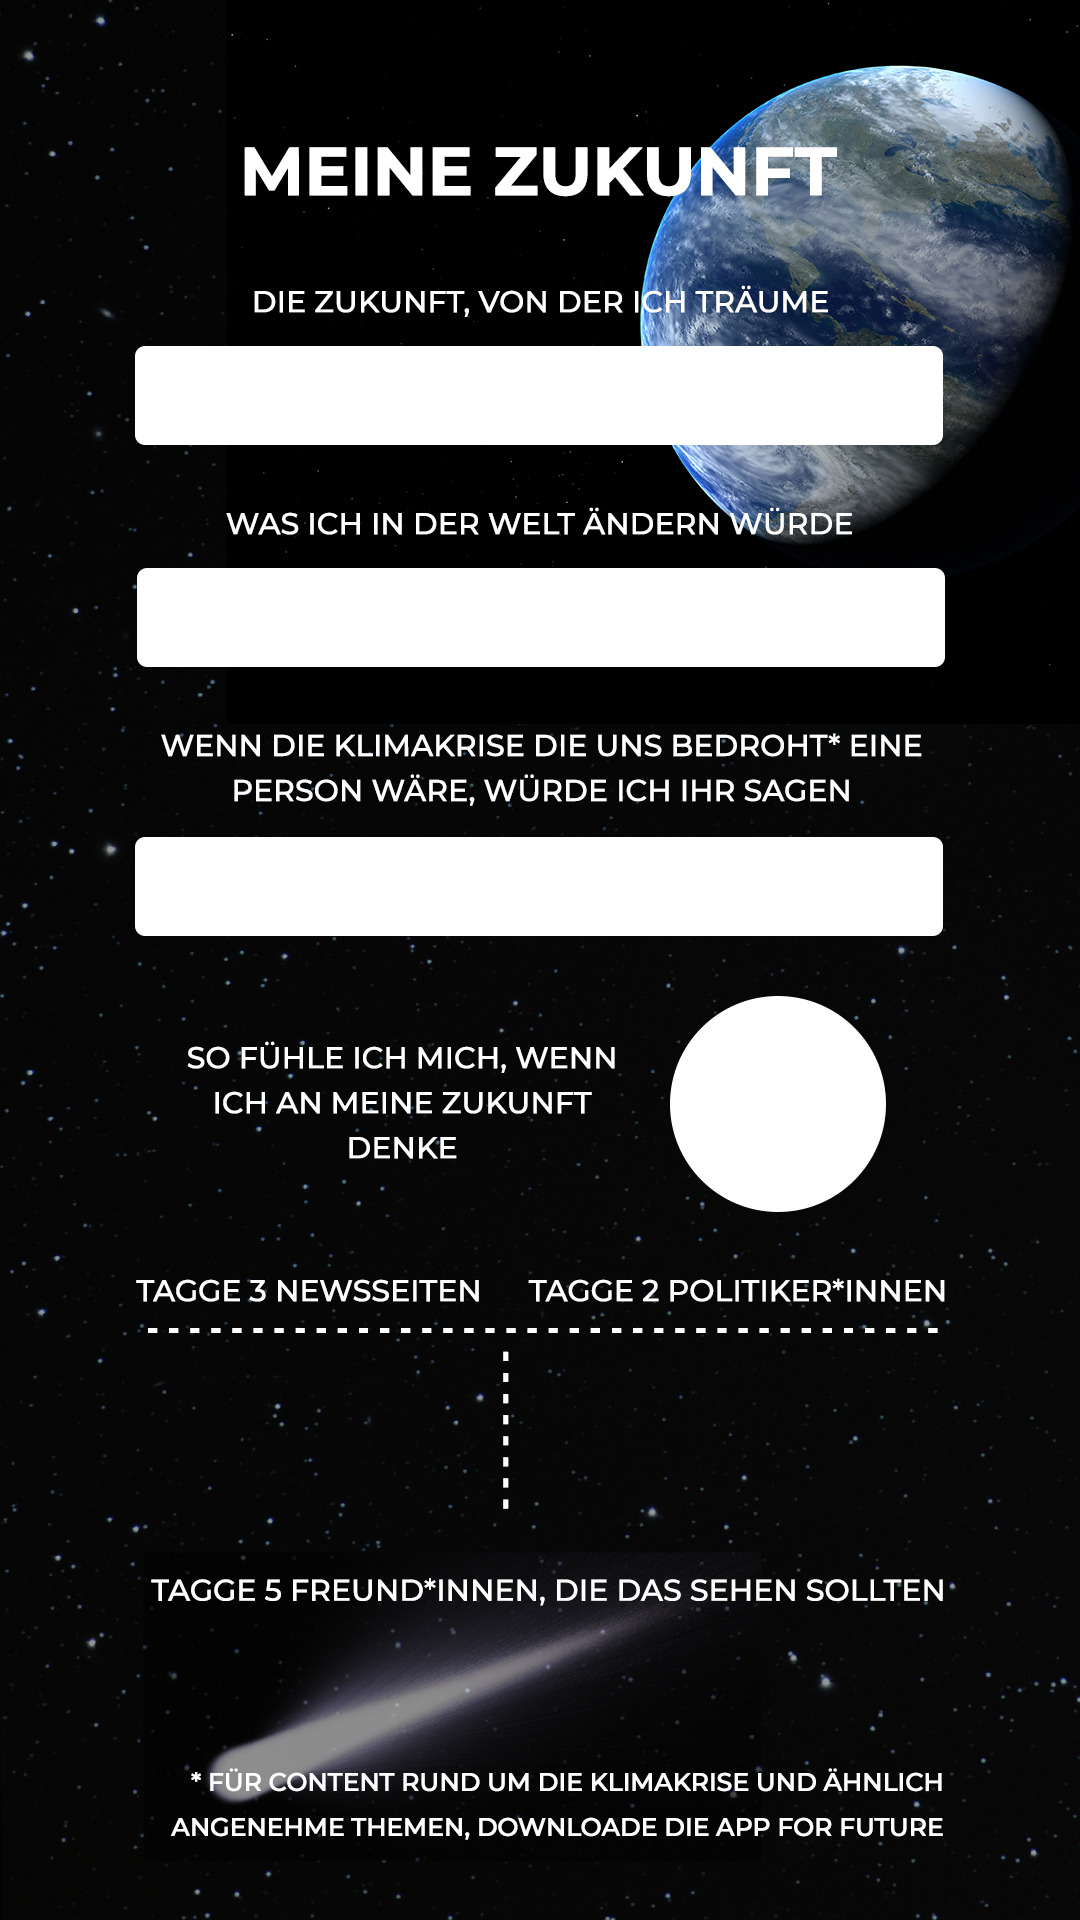 MEINE ZUKUNFT
DIE ZUKUNFT, VON DER ICH TRÄUME
WAS ICH IN DER WELT ÄNDERN WÜRDE
WENN DIE KLIMAKRISE DIE UNS BEDROHT* EINE
PERSON WÄRE, WÜRDE ICH IHR SAGEN
SO FÜHLE ICH MICH, WENN
ICH AN MEINE ZUKUNFT
DENKE
TAGGE 3 NEWSSEITEN
TAGGE 2 POLITIKER*INNEN
TAGGE 5 FREUND*INNEN, DIE DAS SEHEN SOLLTEN
* FÜR CONTENT RUND UM DIE KLIMAKRISE UND ÄHNLICH
ANGENEHME THEMEN, DOWNLOADE DIE APP FOR FUTURE